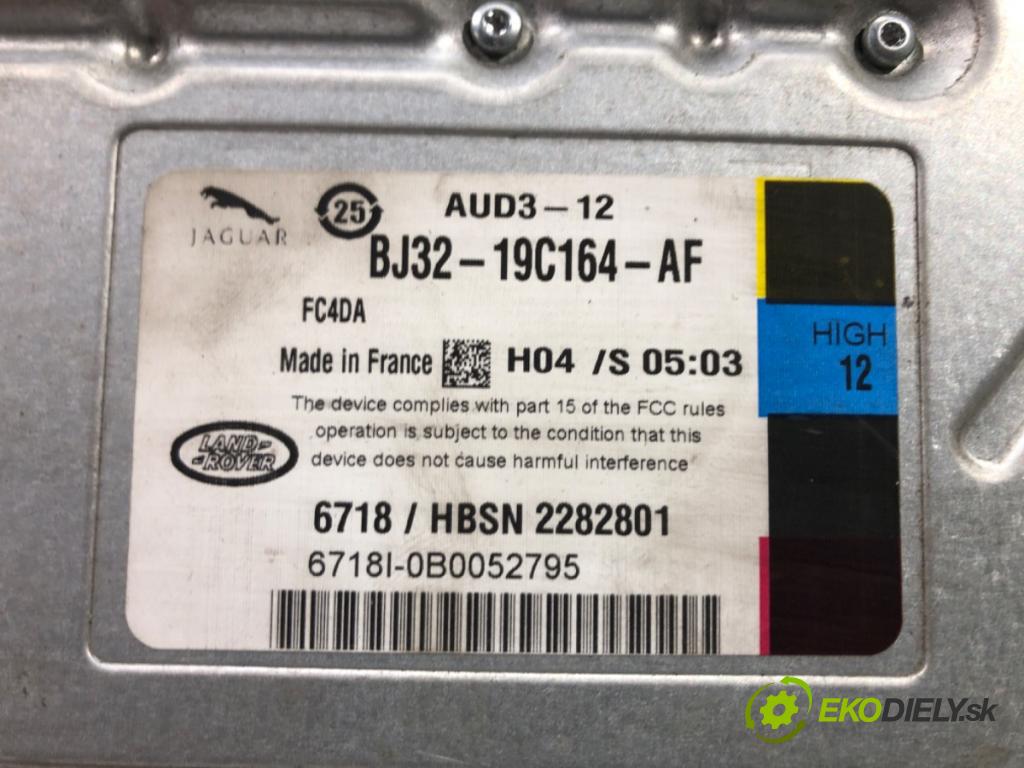 JAGUAR
25
AUD3-12
BJ32-19C164-AF
FC4DA
Made in France H04 /S 05:03
The device complies with part 15 of the FCC rules
operation is subject to the condition that this
device does not cause harmful interference
LAND-
-ROVER
HIGH
12
6718 / HBSN 2282801
6718I-0B0052795
EKODIELY.sk